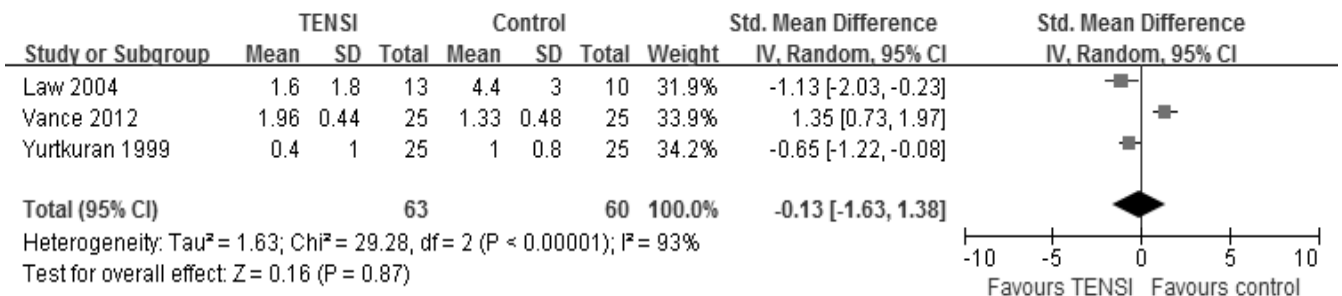 TENSI Control Std. Mean Difference Std. Mean Difference
Study or Subgroup Mean SD Total Mean SD Total Weight IV, Random, 95% CI IV, Random, 95% CI
Law 2004 1.6 1.8 13 4.4 3 10 31.9% -1.13 [-2.03, -0.23]
Vance 2012 1.96 0.44 25 1.33 0.48 25 33.9% 1.35 [0.73, 1.97]
Yurtkuran 1999 0.4 1 25 1 0.8 25 34.2% -0.65 [-1.22, -0.08]
Total (95% CI) 63 60 100.0% -0.13 [-1.63, 1.38]
Heterogeneity: Tau² = 1.63; Chi² = 29.28, df = 2 (P < 0.00001); I² = 93%
Test for overall effect: Z = 0.16 (P = 0.87)
-10 -5 0 5 10
Favours TENSI Favours control